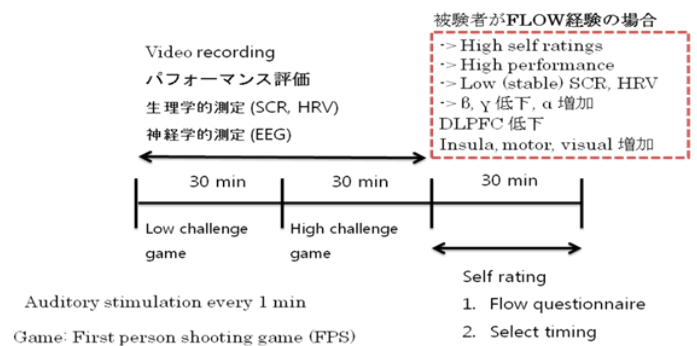 被験者がFLOW経験の場合
-> High self ratings
-> High performance
-> Low (stable) SCR, HRV
-> β, γ 低下, α 増加
DLPFC 低下
Insula, motor, visual 増加
Video recording
パフォーマンス評価
生理学的測定 (SCR, HRV)
神経学的測定 (EEG)
30 min
30 min
30 min
Low challenge
game
High challenge
game
Self rating
1. Flow questionnaire
2. Select timing
Auditory stimulation every 1 min
Game: First person shooting game (FPS)